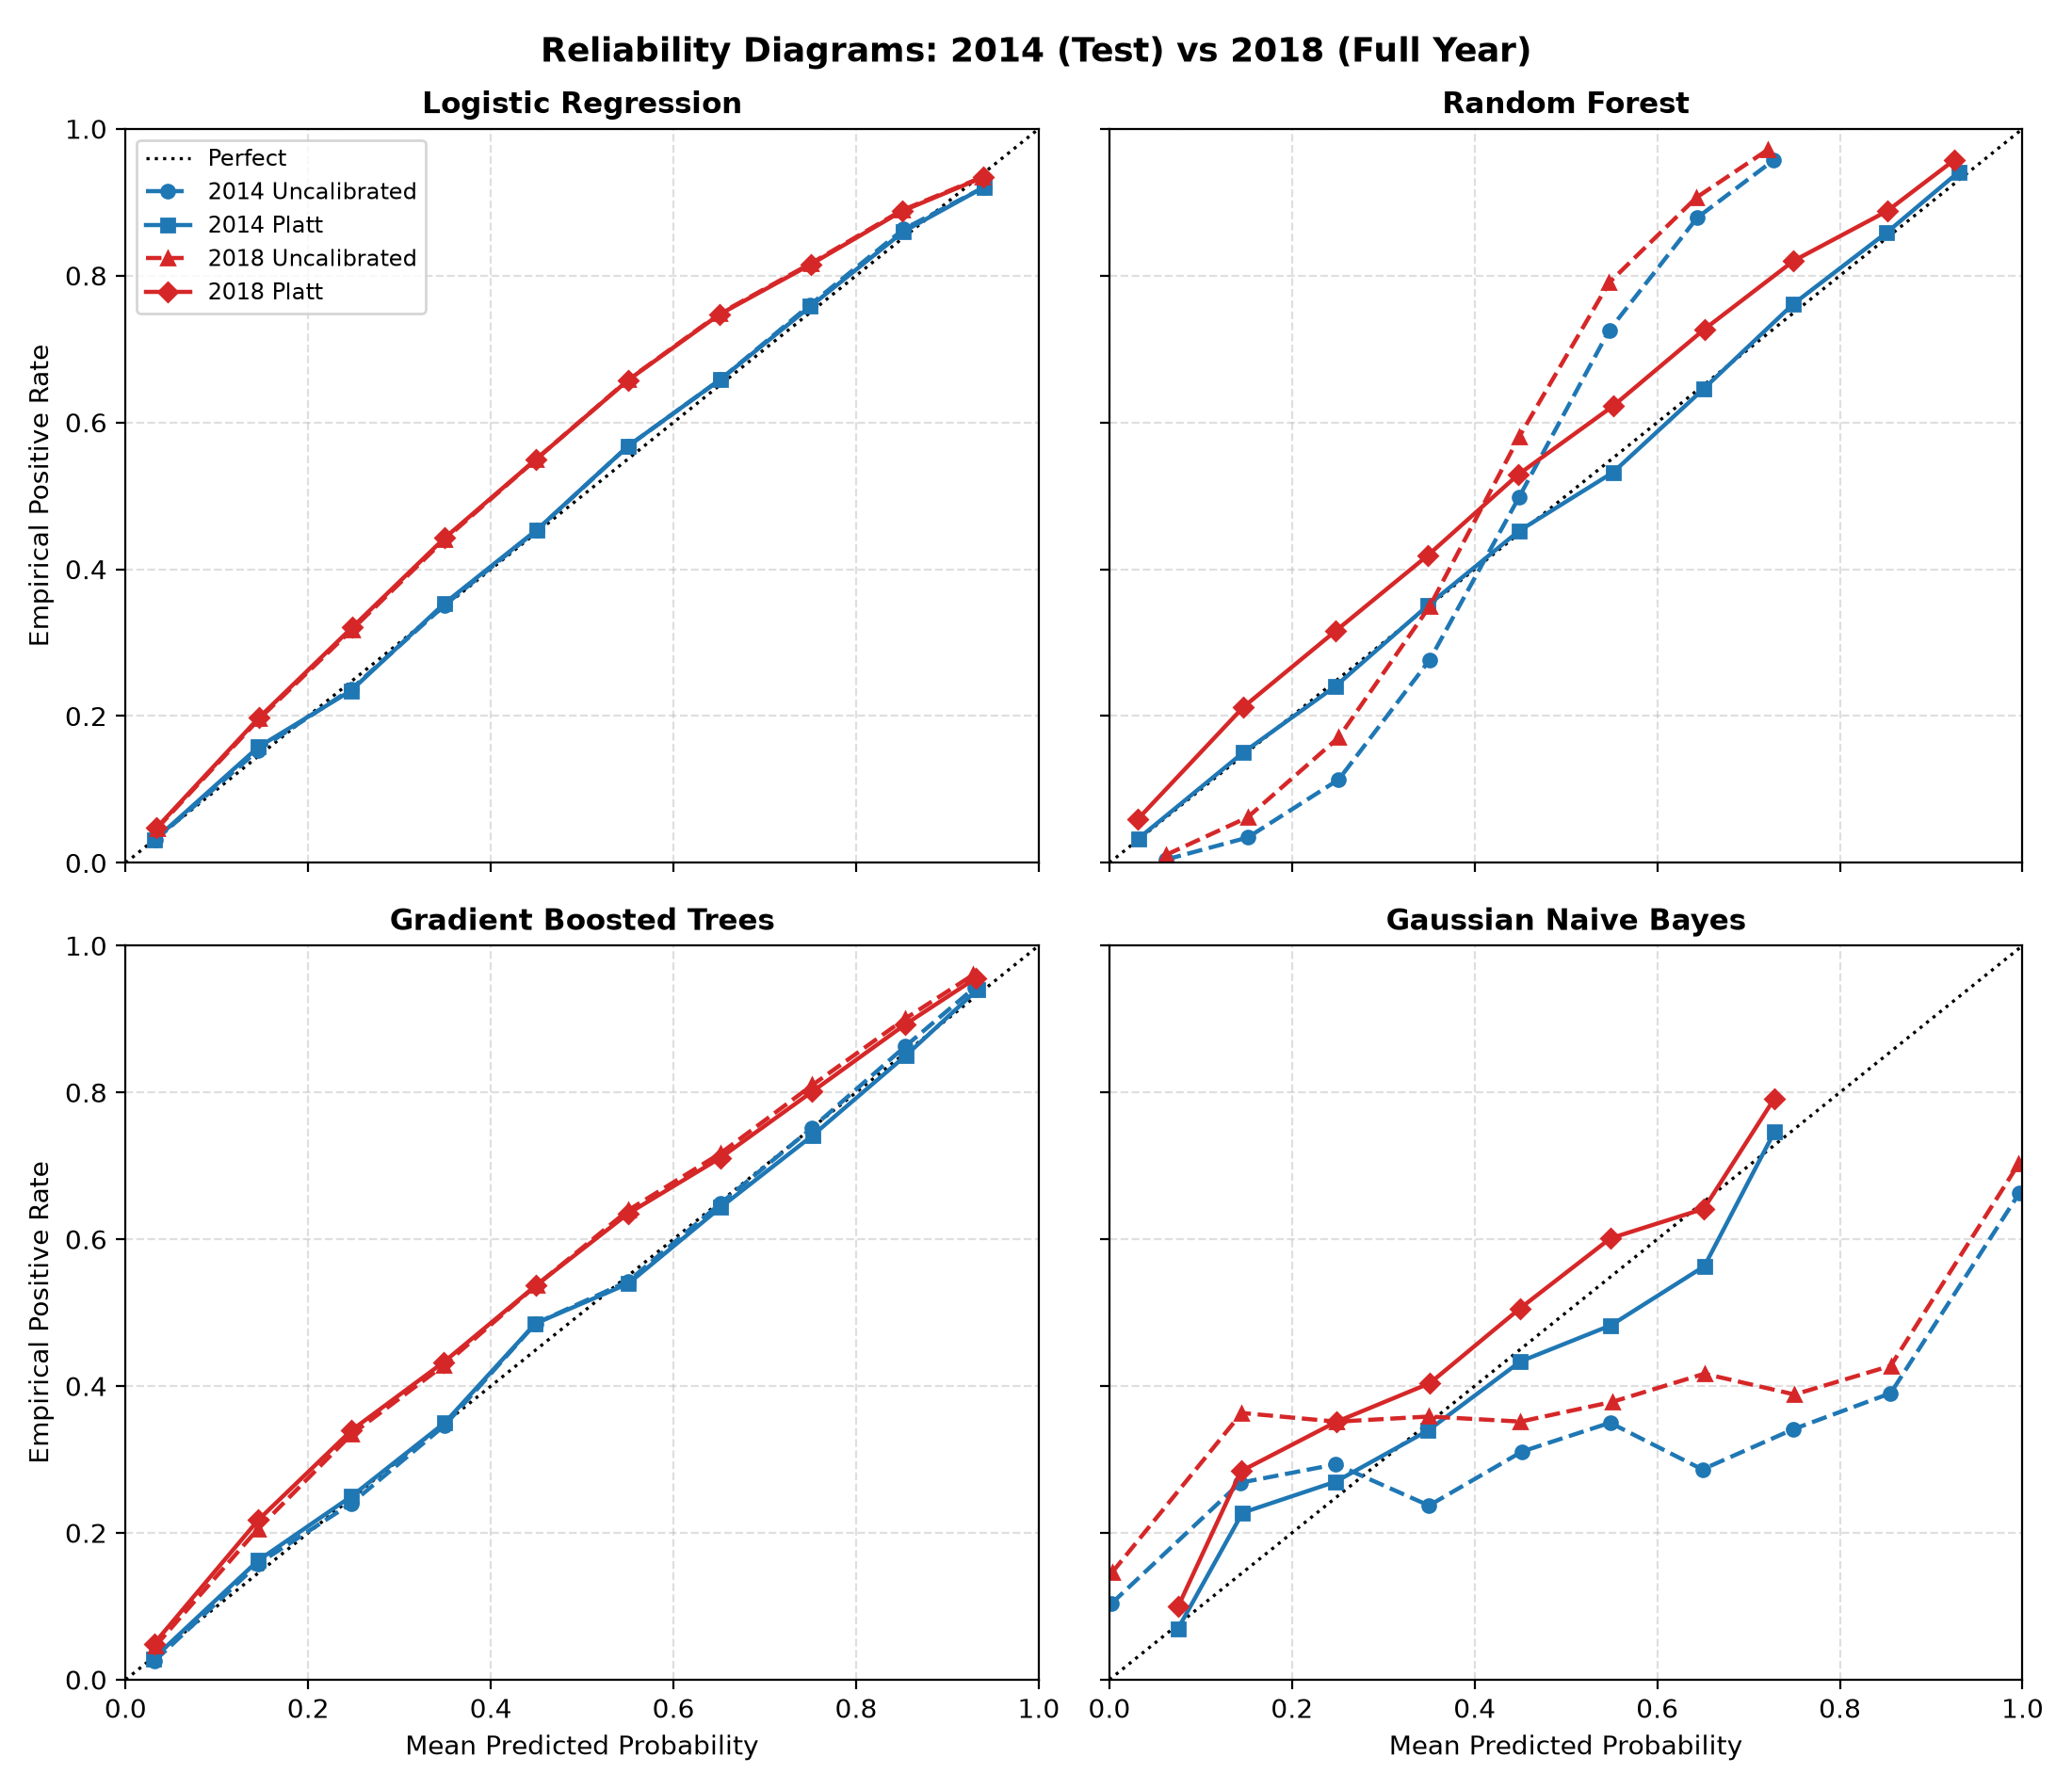 Reliability Diagrams: 2014 (Test) vs 2018 (Full Year)
Logistic Regression
Perfect
2014 Uncalibrated
2014 Platt
2018 Uncalibrated
2018 Platt
1.0
0.8
0.6
0.4
0.2
0.0
Empirical Positive Rate
Random Forest
Gradient Boosted Trees
1.0
0.8
0.6
0.4
0.2
0.0
Empirical Positive Rate
0.0 0.2 0.4 0.6 0.8 1.0
Mean Predicted Probability
Gaussian Naive Bayes
0.0 0.2 0.4 0.6 0.8 1.0
Mean Predicted Probability